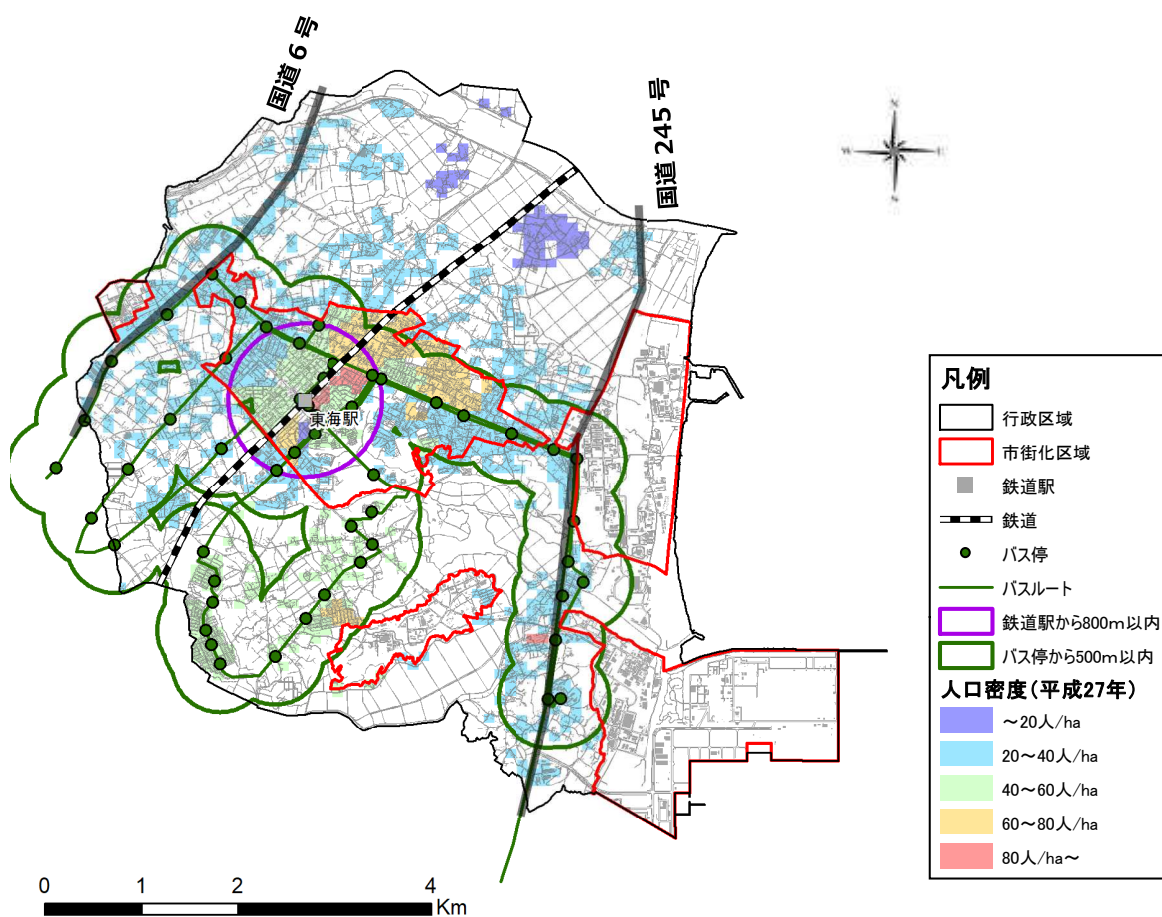 国道6号
国道245号
N
W
E
S
東海駅
凡例
行政区域
市街化区域
鉄道駅
鉄道
バス停
バスルート
鉄道駅から800m以内
バス停から500m以内
人口密度(平成27年)
～20人/ha
20～40人/ha
40～60人/ha
60～80人/ha
80人/ha～
0 1 2 4
Km